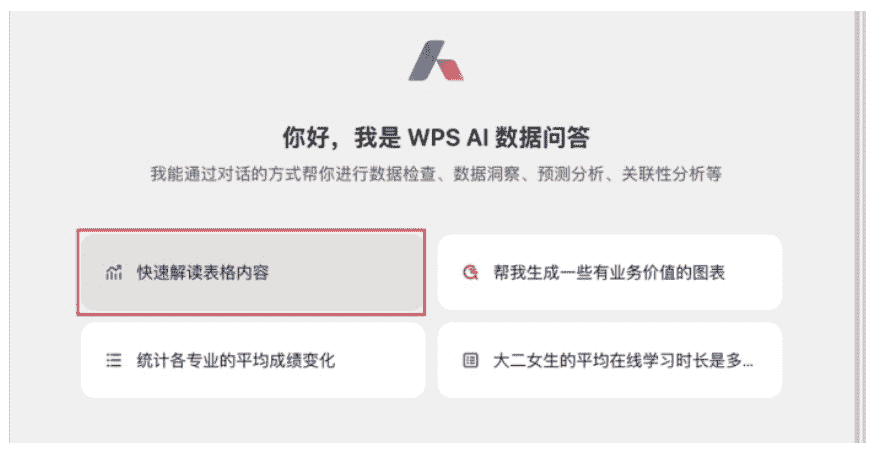 你好，我是 WPS AI 数据问答
我能通过对话的方式帮你进行数据检查、数据洞察、预测分析、关联性分析等
快速解读表格内容
帮我生成一些有业务价值的图表
统计各专业的平均成绩变化
大二女生的平均在线学习时长是多...